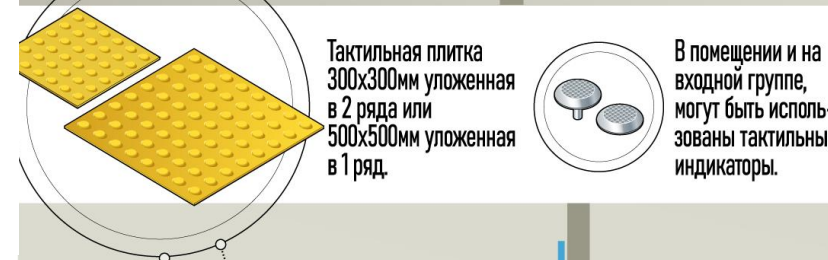 Тактильная плитка
300х300мм уложенная
в 2 ряда или
500х500мм уложенная
в 1 ряд.
В помещении и на
входной группе,
могут быть исполь-
зованы тактильны
индикаторы.